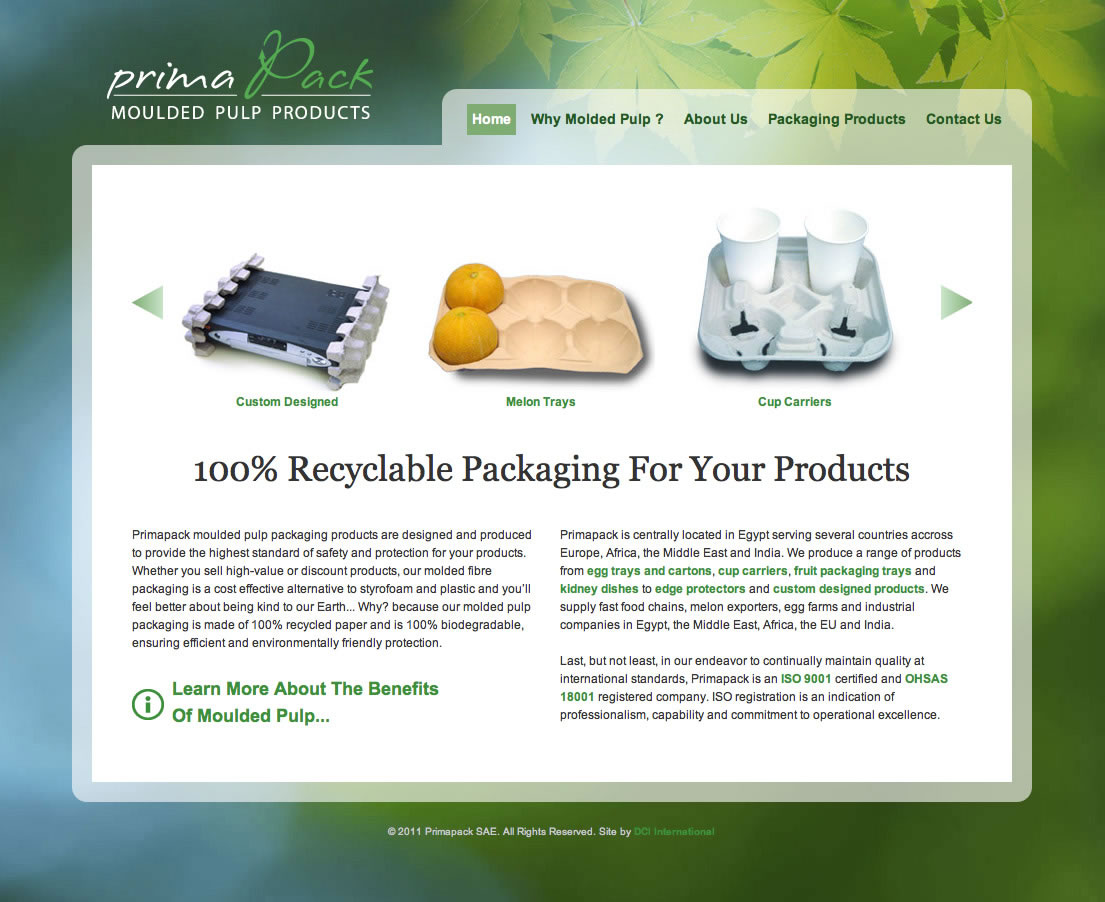 prima Pack
MOULDED PULP PRODUCTS
Home Why Molded Pulp ? About Us Packaging Products Contact Us
Custom Designed Melon Trays Cup Carriers
100% Recyclable Packaging For Your Products
Primapack moulded pulp packaging products are designed and produced
to provide the highest standard of safety and protection for your products.
Whether you sell high-value or discount products, our molded fibre
packaging is a cost effective alternative to styrofoam and plastic and you'll
feel better about being kind to our Earth... Why? because our molded pulp
packaging is made of 100% recycled paper and is 100% biodegradable,
ensuring efficient and environmentally friendly protection.
Learn More About The Benefits
Of Moulded Pulp...
Primapack is centrally located in Egypt serving several countries accross
Europe, Africa, the Middle East and India. We produce a range of products
from egg trays and cartons, cup carriers, fruit packaging trays and
kidney dishes to edge protectors and custom designed products. We
supply fast food chains, melon exporters, egg farms and industrial
companies in Egypt, the Middle East, Africa, the EU and India.
Last, but not least, in our endeavor to continually maintain quality at
international standards, Primapack is an ISO 9001 certified and OHSAS
18001 registered company. ISO registration is an indication of
professionalism, capability and commitment to operational excellence.
© 2011 Primapack SAE. All Rights Reserved. Site by DCI International